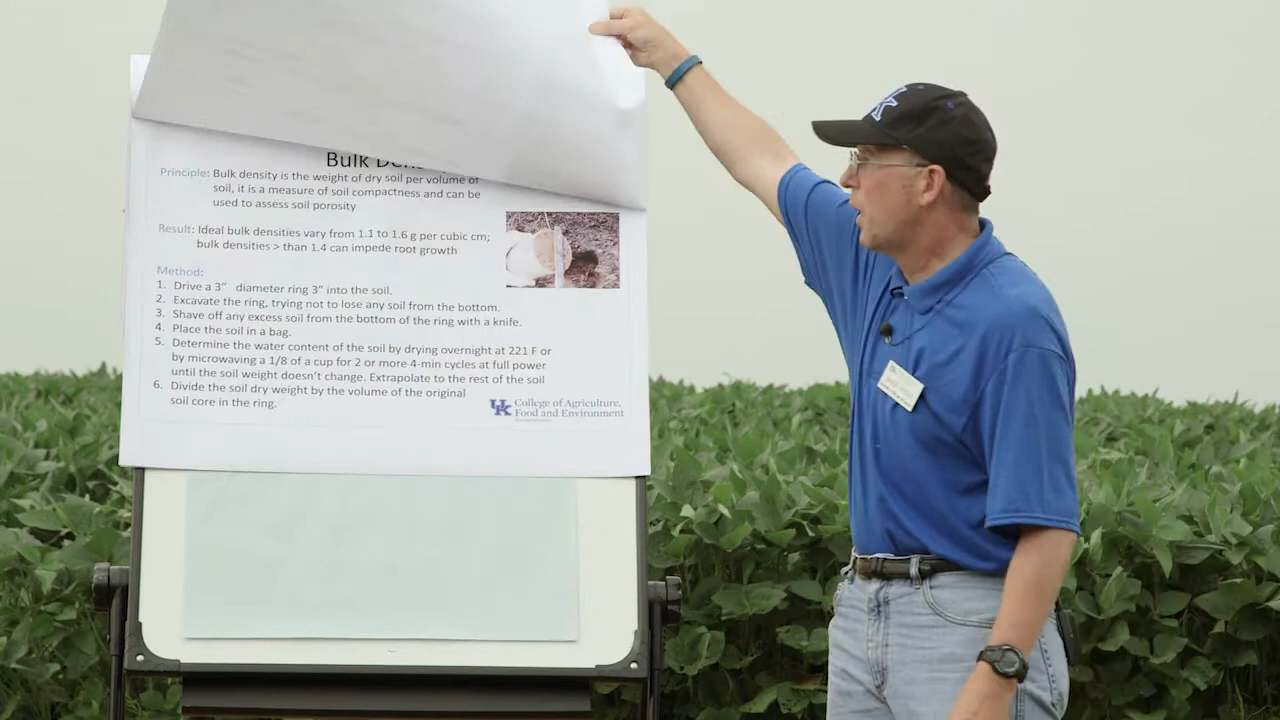 Bulk Dens
Principle: Bulk density is the weight of dry soil per volume of
soil, it is a measure of soil compactness and can be
used to assess soil porosity
Result: Ideal bulk densities vary from 1.1 to 1.6 g per cubic cm;
bulk densities > than 1.4 can impede root growth
Method:
1. Drive a 3" diameter ring 3" into the soil.
2. Excavate the ring, trying not to lose any soil from the bottom.
3. Shave off any excess soil from the bottom of the ring with a knife.
4. Place the soil in a bag.
5. Determine the water content of the soil by drying overnight at 221 F or
by microwaving a 1/8 of a cup for 2 or more 4-min cycles at full power
until the soil weight doesn't change. Extrapolate to the rest of the soil
6. Divide the soil dry weight by the volume of the original
soil core in the ring.
UK College of Agriculture,
Food and Environment
UK